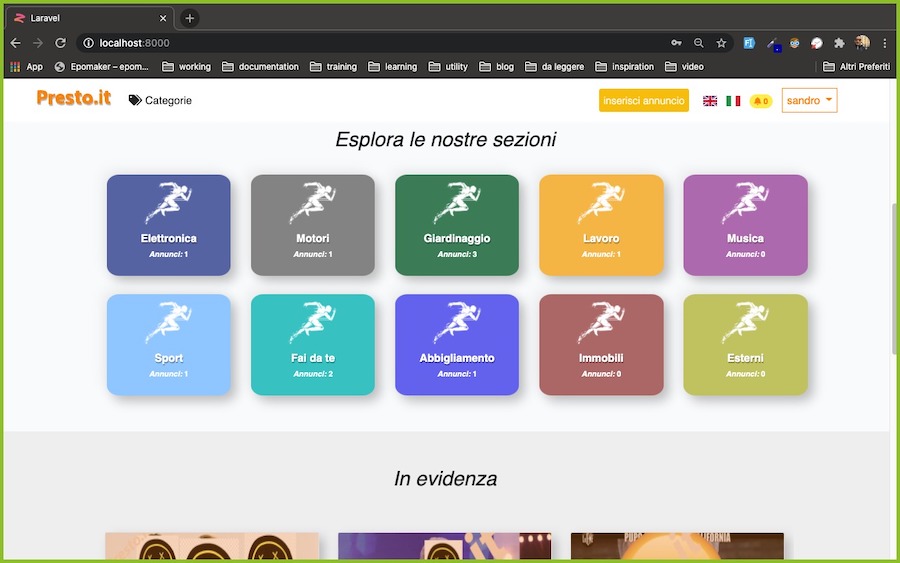 Laravel
localhost:8000
App
Epomaker – epom...
working
documentation
training
learning
utility
blog
da leggere
inspiration
video
Altri Preferiti
Presto.it
Categorie
inserisci annuncio
0
sandro
Esplora le nostre sezioni
Elettronica
Annunci: 1
Motori
Annunci: 1
Giardinaggio
Annunci: 3
Lavoro
Annunci: 1
Musica
Annunci: 0
Sport
Annunci: 1
Fai da te
Annunci: 2
Abbigliamento
Annunci: 1
Immobili
Annunci: 0
Esterni
Annunci: 0
In evidenza